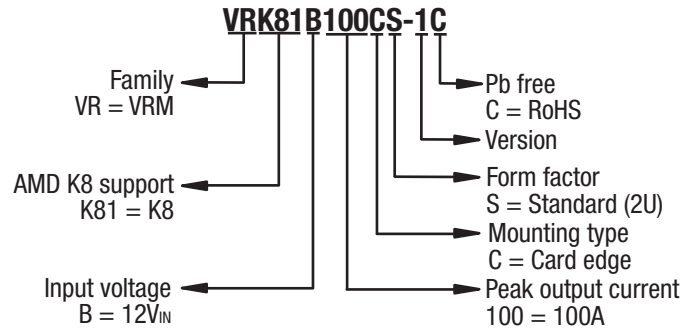 VRK81B100CS-1C
Family
VR = VRM
AMD K8 support
K81 = K8
Input voltage
B = 12VIN
Pb free
C = RoHS
Version
Form factor
S = Standard (2U)
Mounting type
C = Card edge
Peak output current
100 = 100A